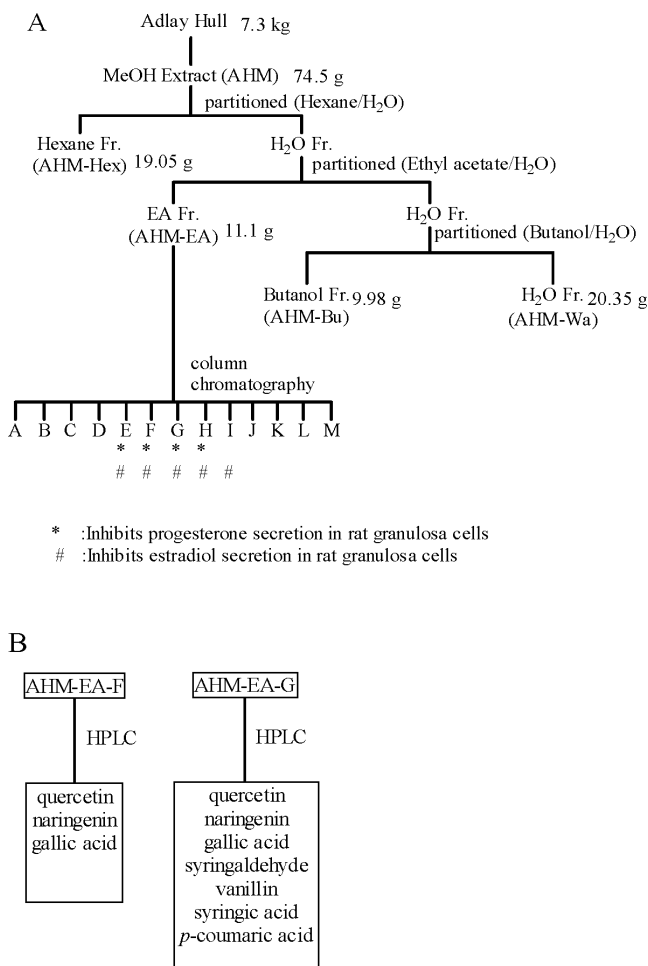 A
Adlay Hull 7.3 kg
MeOH Extract (AHM) 74.5 g
partitioned (Hexane/H₂O)
Hexane Fr.
(AHM-Hex) 19.05 g
H₂O Fr.
partitioned (Ethyl acetate/H₂O)
EA Fr.
(AHM-EA) 11.1 g
H₂O Fr.
partitioned (Butanol/H₂O)
Butanol Fr. 9.98 g
(AHM-Bu)
H₂O Fr. 20.35 g
(AHM-Wa)
column
chromatography
A B C D E F G H I J K L M
* * * *
# # # # #
* :Inhibits progesterone secretion in rat granulosa cells
# :Inhibits estradiol secretion in rat granulosa cells
B
AHM-EA-F
HPLC
quercetin
naringenin
gallic acid
AHM-EA-G
HPLC
quercetin
naringenin
gallic acid
syringaldehyde
vanillin
syringic acid
p-coumaric acid